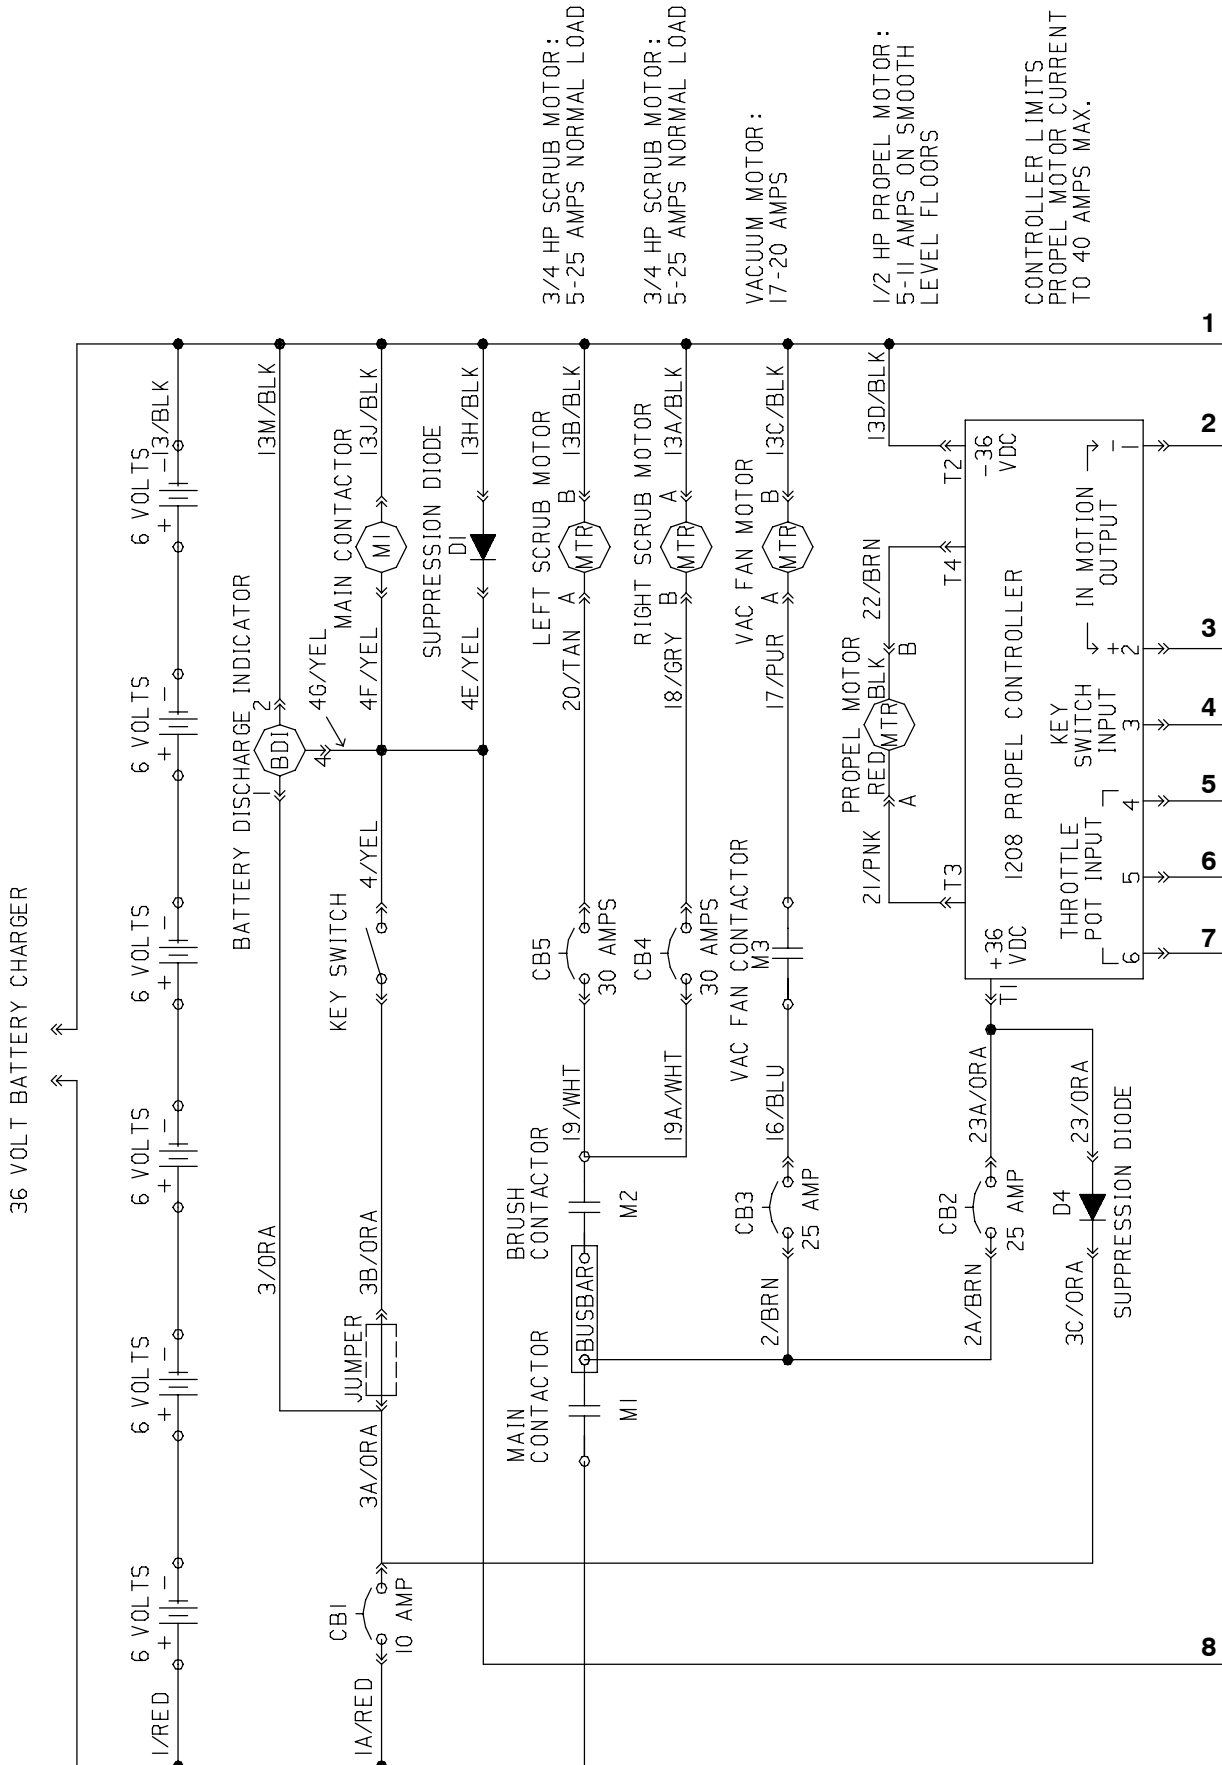 36 VOLT BATTERY CHARGER
1/RED
6 VOLTS
+ -
6 VOLTS
+ -
6 VOLTS
+ -
6 VOLTS
+ -
6 VOLTS
+ -
6 VOLTS
+ -
13/BLK
BATTERY DISCHARGE INDICATOR
3/ORA
1
BDI
2
4
4G/YEL
13M/BLK
1A/RED
CB1
10 AMP
3A/ORA
JUMPER
3B/ORA
KEY SWITCH
4/YEL
4F/YEL
MAIN CONTACTOR
M1
13J/BLK
SUPPRESSION DIODE
4E/YEL
D1
13H/BLK
MAIN
CONTACTOR
M1
BUSBAR
BRUSH
CONTACTOR
M2
19/WHT
CB5
30 AMPS
20/TAN
LEFT SCRUB MOTOR
A
MTR
B
13B/BLK
3/4 HP SCRUB MOTOR:
5-25 AMPS NORMAL LOAD
19A/WHT
CB4
30 AMPS
18/GRY
RIGHT SCRUB MOTOR
B
MTR
A
13A/BLK
3/4 HP SCRUB MOTOR:
5-25 AMPS NORMAL LOAD
2/BRN
CB3
25 AMP
16/BLU
VAC FAN CONTACTOR
M3
17/PUR
VAC FAN MOTOR
A
MTR
B
13C/BLK
VACUUM MOTOR:
17-20 AMPS
2A/BRN
CB2
25 AMP
23A/ORA
21/PNK
PROPEL MOTOR
A
RED
MTR
BLK
B
22/BRN
13D/BLK
1/2 HP PROPEL MOTOR:
5-11 AMPS ON SMOOTH
LEVEL FLOORS
3C/ORA
D4
23/ORA
SUPPRESSION DIODE
T1
T3
T4
T2
+36
VDC
-36
VDC
1208 PROPEL CONTROLLER
THROTTLE
POT INPUT
KEY
SWITCH
INPUT
IN MOTION
OUTPUT
+ -
6
5
4
3
2
1
CONTROLLER LIMITS
PROPEL MOTOR CURRENT
TO 40 AMPS MAX.
8
7
6
5
4
3
2
1